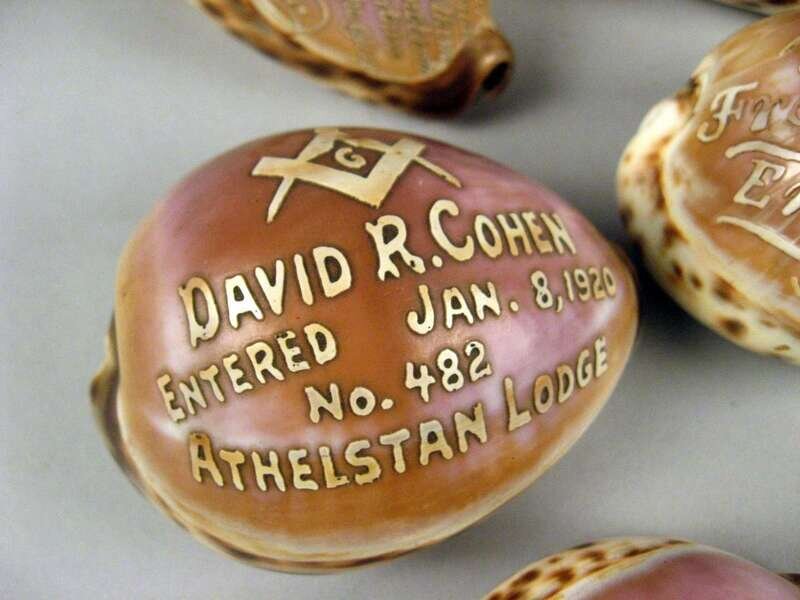 G
DAVID R. COHEN
ENTERED JAN. 8, 1920
No. 482
ATHELSTAN LODGE